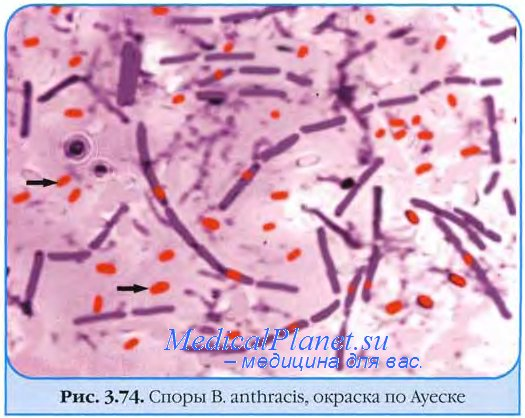 MedicalPlanet.su
– медицина для вас.
Рис. 3.74. Споры B. anthracis, окраска по Ауеске